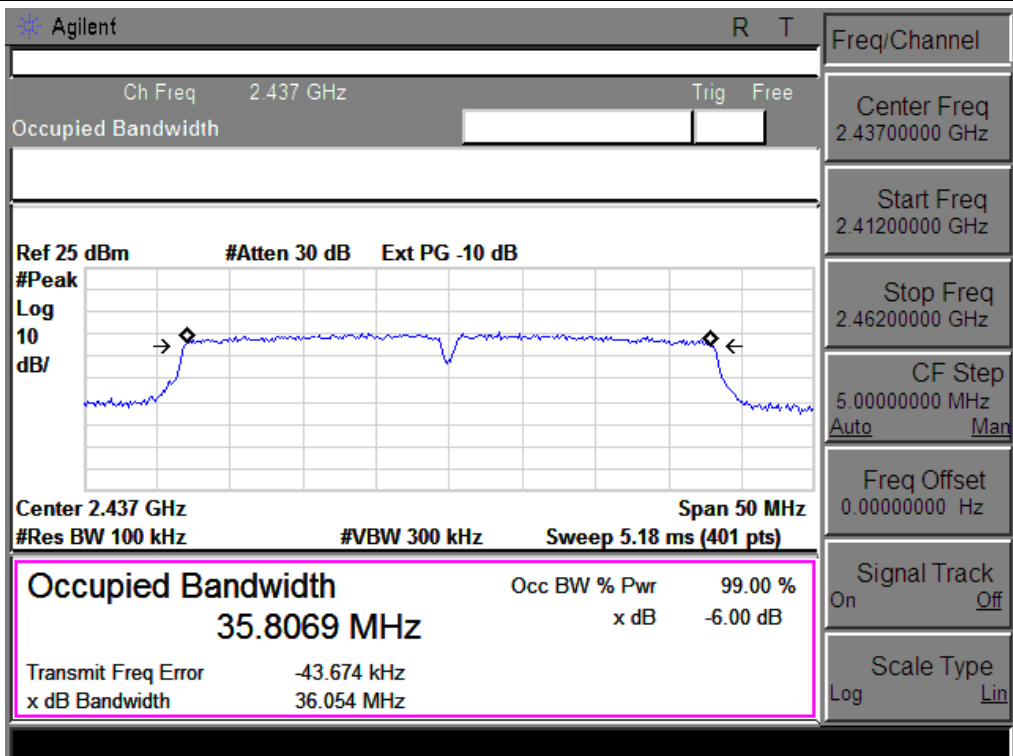 Agilent R T
Ch Freq 2.437 GHz Trig Free
Occupied Bandwidth
Ref 25 dBm #Atten 30 dB Ext PG -10 dB
#Peak
Log
10
dB/
Center 2.437 GHz Span 50 MHz
#Res BW 100 kHz #VBW 300 kHz Sweep 5.18 ms (401 pts)
Occupied Bandwidth
35.8069 MHz
Occ BW % Pwr 99.00 %
x dB -6.00 dB
Transmit Freq Error -43.674 kHz
x dB Bandwidth 36.054 MHz
Freq/Channel
Center Freq
2.43700000 GHz
Start Freq
2.41200000 GHz
Stop Freq
2.46200000 GHz
CF Step
5.00000000 MHz
Auto Man
Freq Offset
0.00000000 Hz
Signal Track
On Off
Scale Type
Log Lin